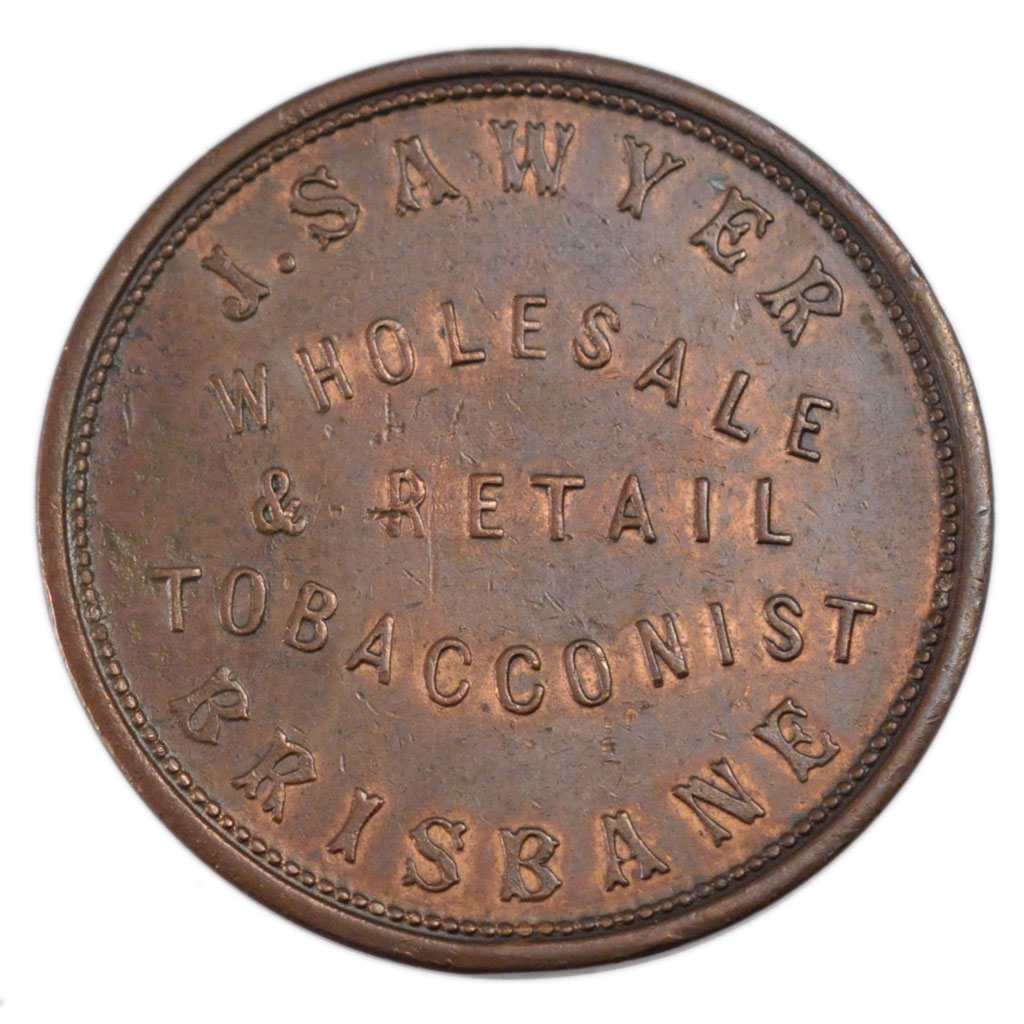 J. SAWYER
WHOLESALE
& RETAIL
TOBACCONIST
BRISBANE